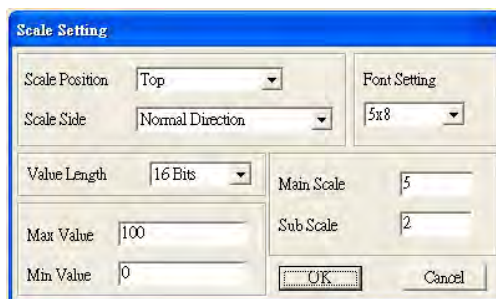 Scale Setting
Scale Position Top
Font Setting
Scale Side Normal Direction
5x8
Value Length 16 Bits
Main Scale 5
Sub Scale 2
Max Value 100
Min Value 0
OK Cancel